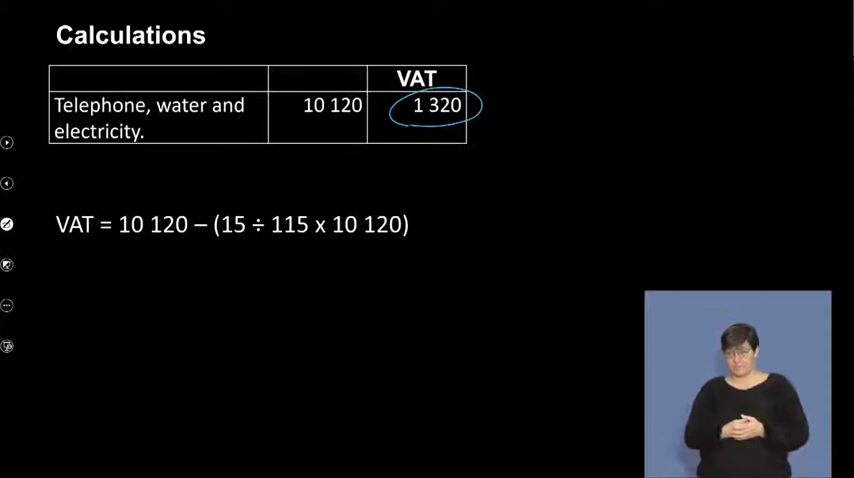 Calculations
VAT
Telephone, water and 10 120 1 320
electricity.
VAT = 10 120 – (15 ÷ 115 x 10 120)